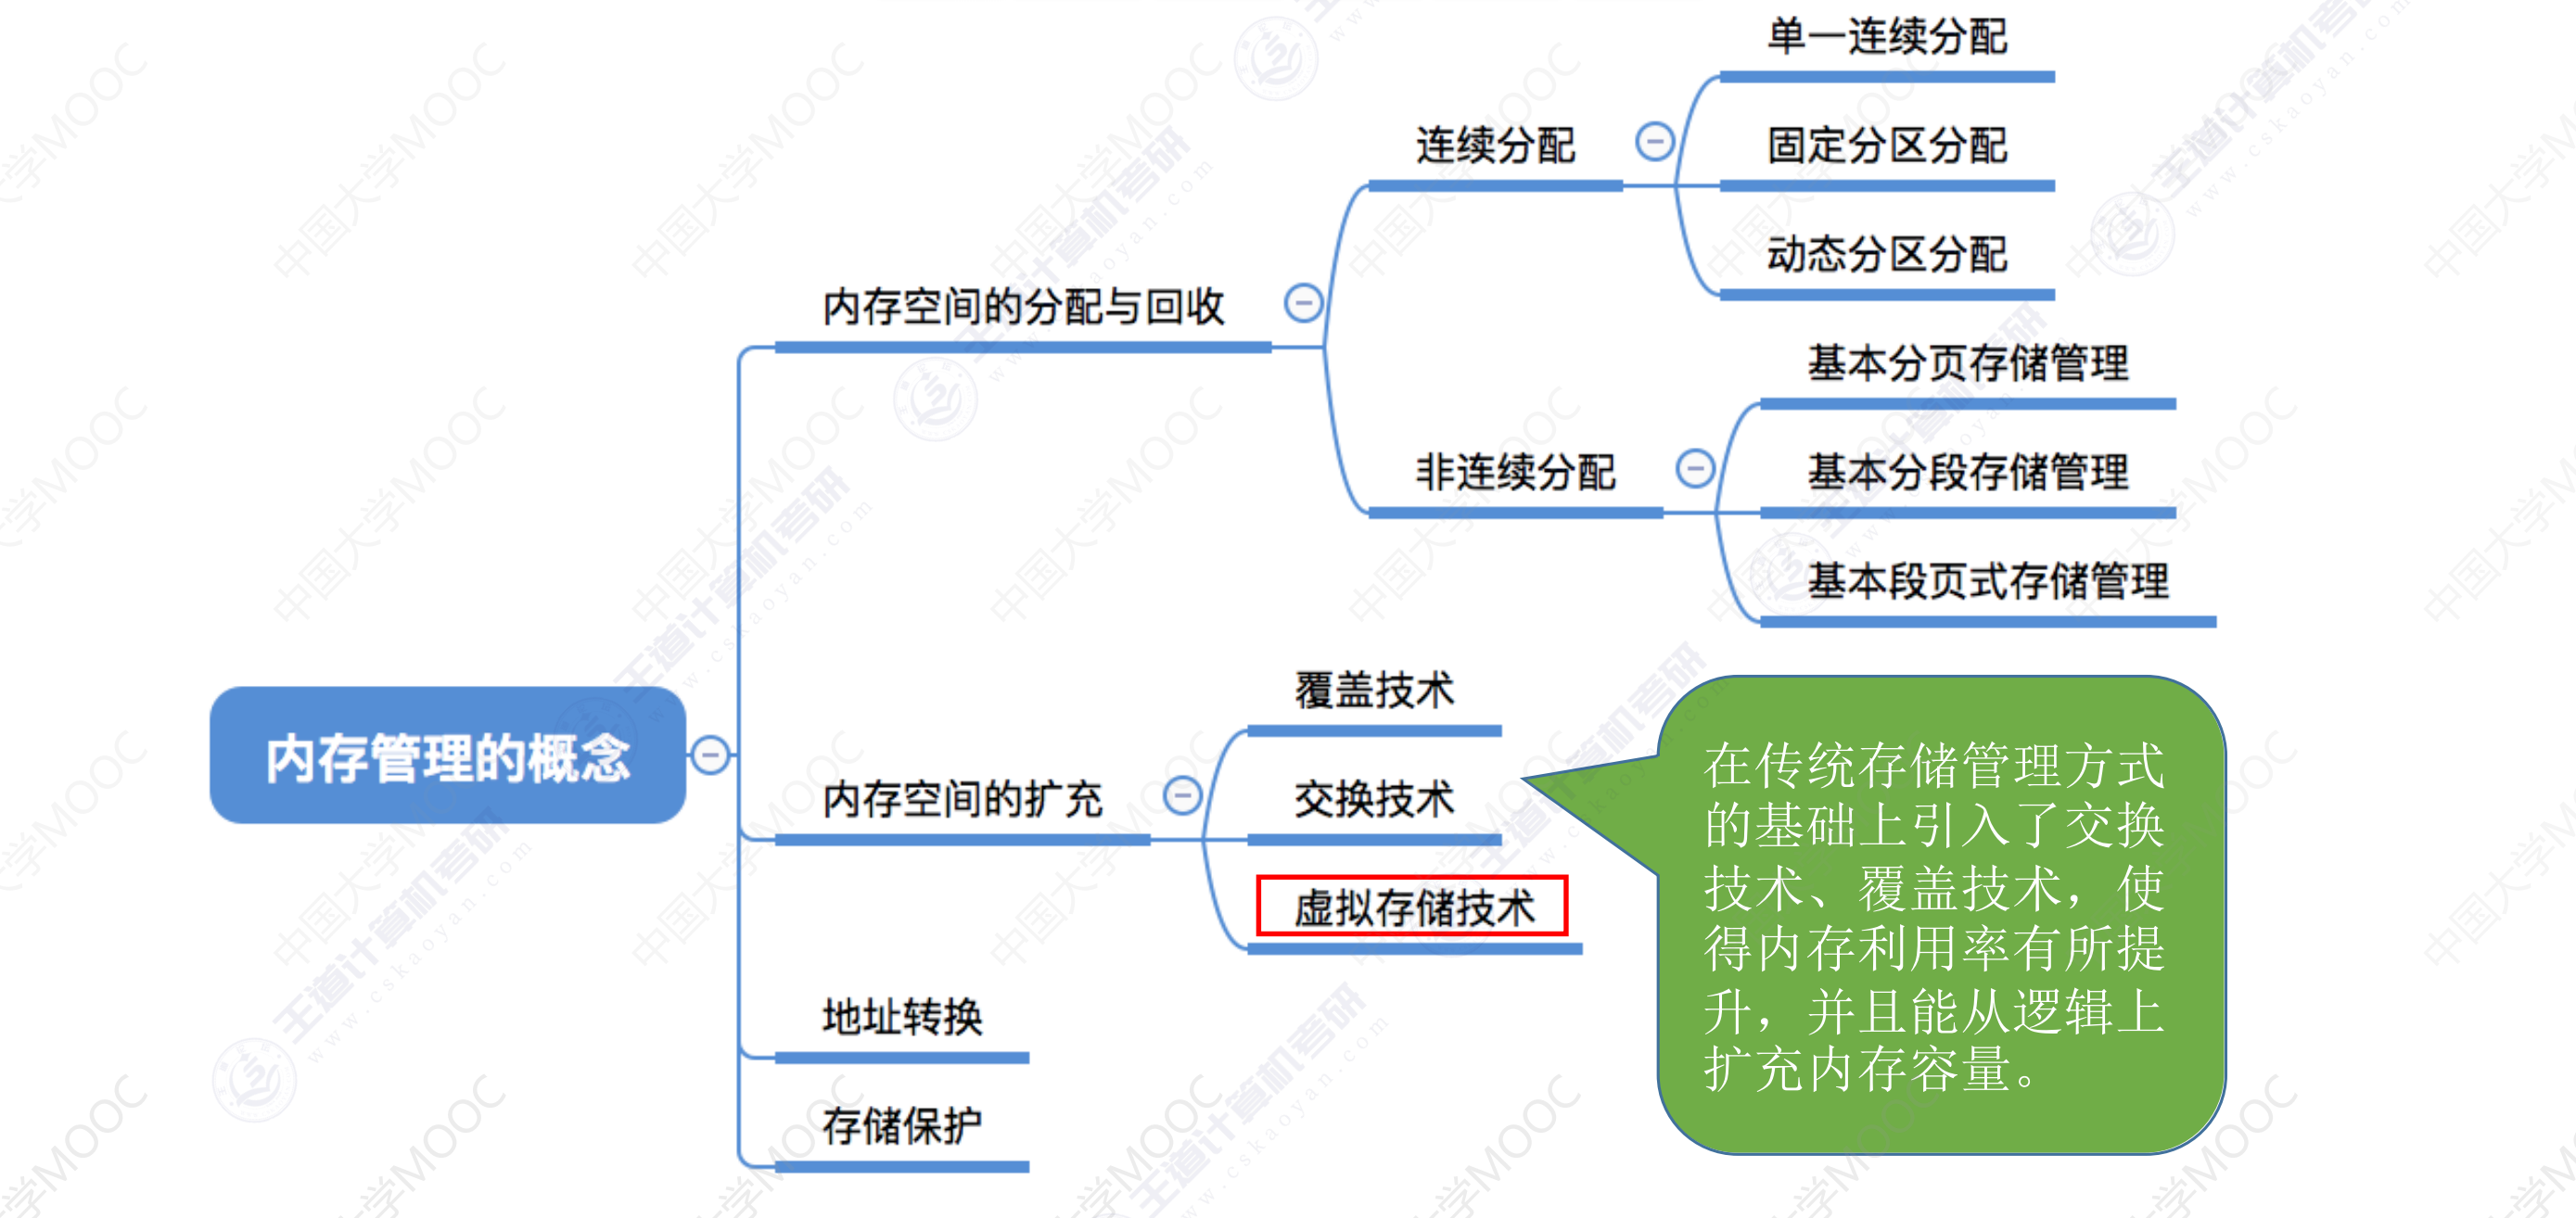 单一连续分配
连续分配
固定分区分配
动态分区分配
内存空间的分配与回收
基本分页存储管理
非连续分配
基本分段存储管理
基本段页式存储管理
内存管理的概念
覆盖技术
内存空间的扩充
交换技术
虚拟存储技术
地址转换
存储保护
在传统存储管理方式
的基础上引入了交换
技术、覆盖技术，使
得内存利用率有所提
升，并且能从逻辑上
扩充内存容量。
中国大学MOOC
王道计算机考研
www.cskaoyan.com